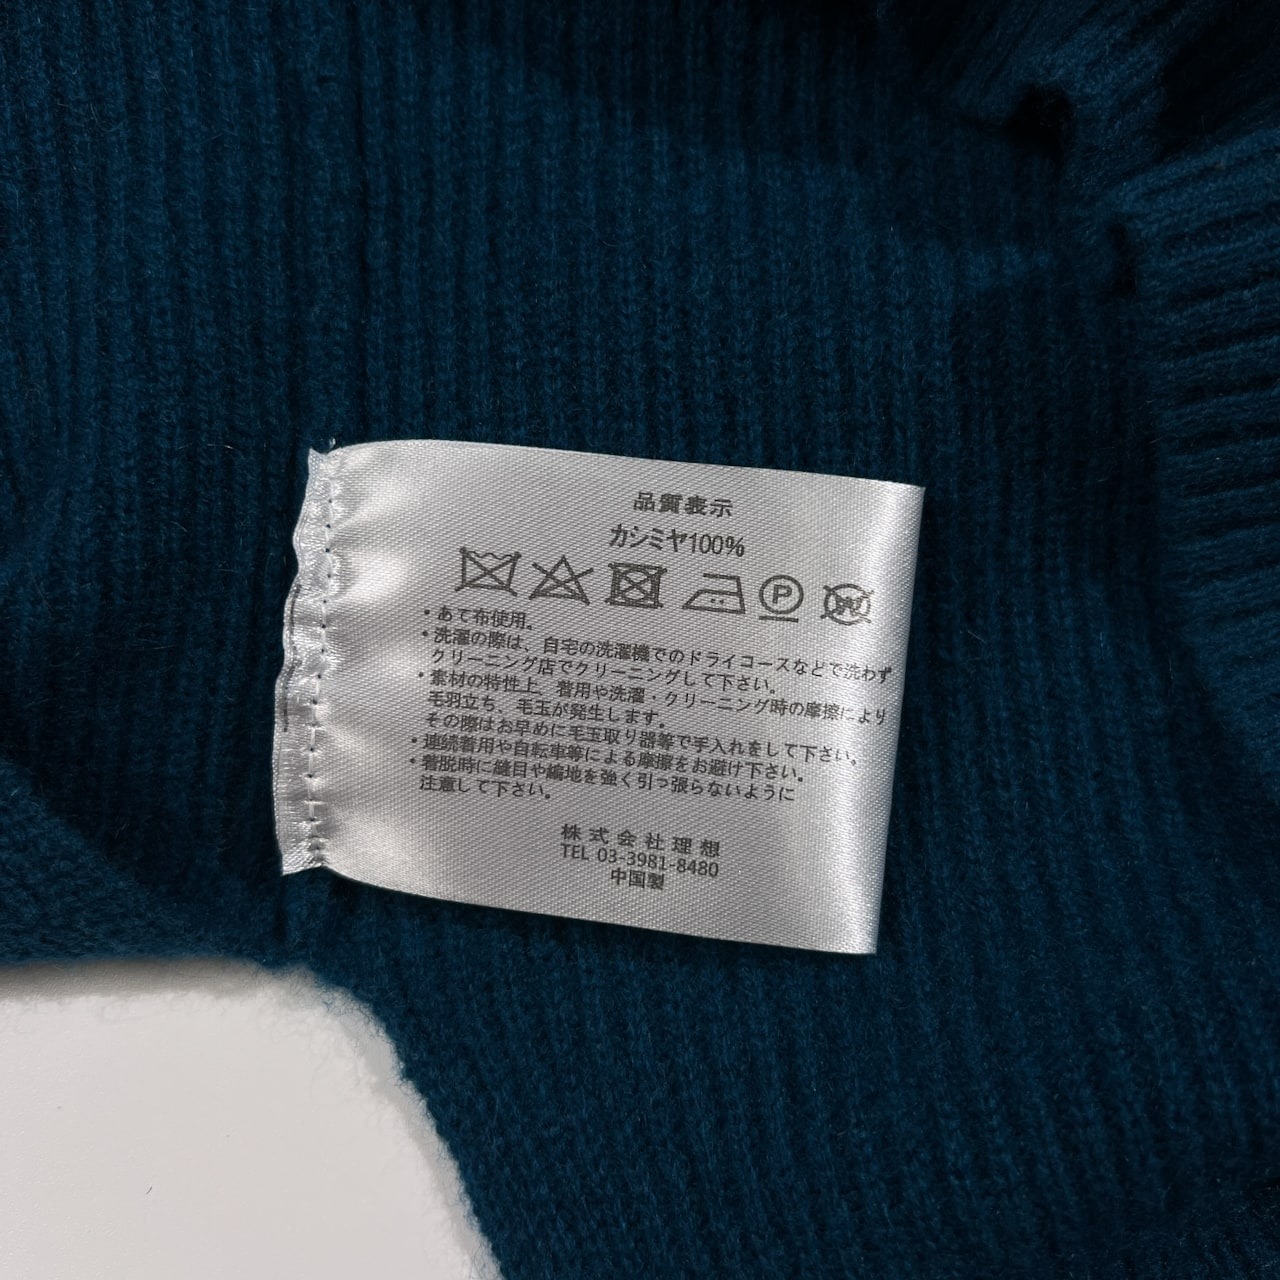 品質表示
カシミヤ100%
P
W
・あて布使用。
・洗濯の際は、自宅の洗濯機でのドライコースなどで洗わず
クリーニング店でクリーニングして下さい。
・素材の特性上、着用や洗濯・クリーニング時の摩擦により
毛羽立ち、毛玉が発生します。
その際はお早めに毛玉取り器等で手入れをして下さい。
・連続着用や自転車等による摩擦をお避け下さい。
・着脱時に縫目や編地を強く引っ張らないように
注意して下さい。
株式会社理想
TEL 03-3981-8480
中国製